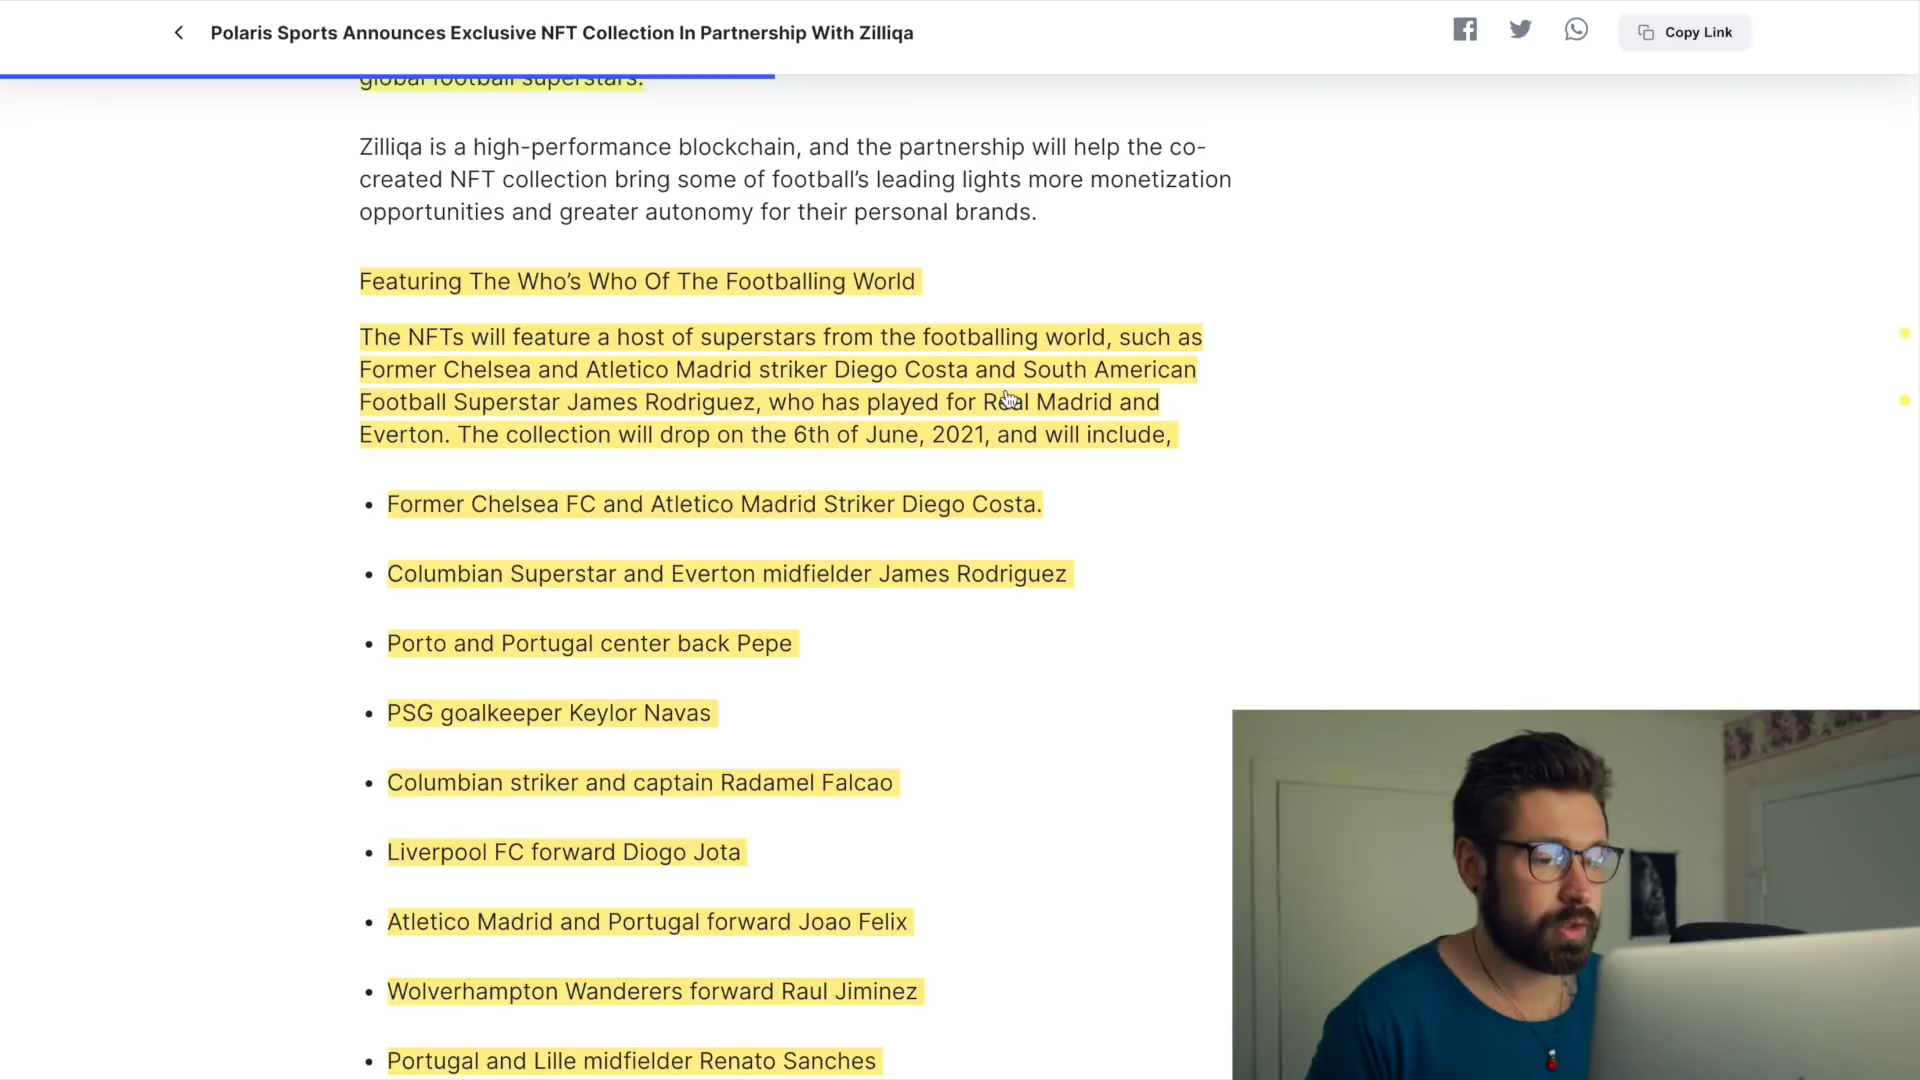 Polaris Sports Announces Exclusive NFT Collection In Partnership With Zilliqa
Copy Link
global football superstars.
Zilliqa is a high-performance blockchain, and the partnership will help the co-
created NFT collection bring some of football’s leading lights more monetization
opportunities and greater autonomy for their personal brands.
Featuring The Who’s Who Of The Footballing World
The NFTs will feature a host of superstars from the footballing world, such as
Former Chelsea and Atletico Madrid striker Diego Costa and South American
Football Superstar James Rodriguez, who has played for Real Madrid and
Everton. The collection will drop on the 6th of June, 2021, and will include,
• Former Chelsea FC and Atletico Madrid Striker Diego Costa.
• Columbian Superstar and Everton midfielder James Rodriguez
• Porto and Portugal center back Pepe
• PSG goalkeeper Keylor Navas
• Columbian striker and captain Radamel Falcao
• Liverpool FC forward Diogo Jota
• Atletico Madrid and Portugal forward Joao Felix
• Wolverhampton Wanderers forward Raul Jiminez
• Portugal and Lille midfielder Renato Sanches